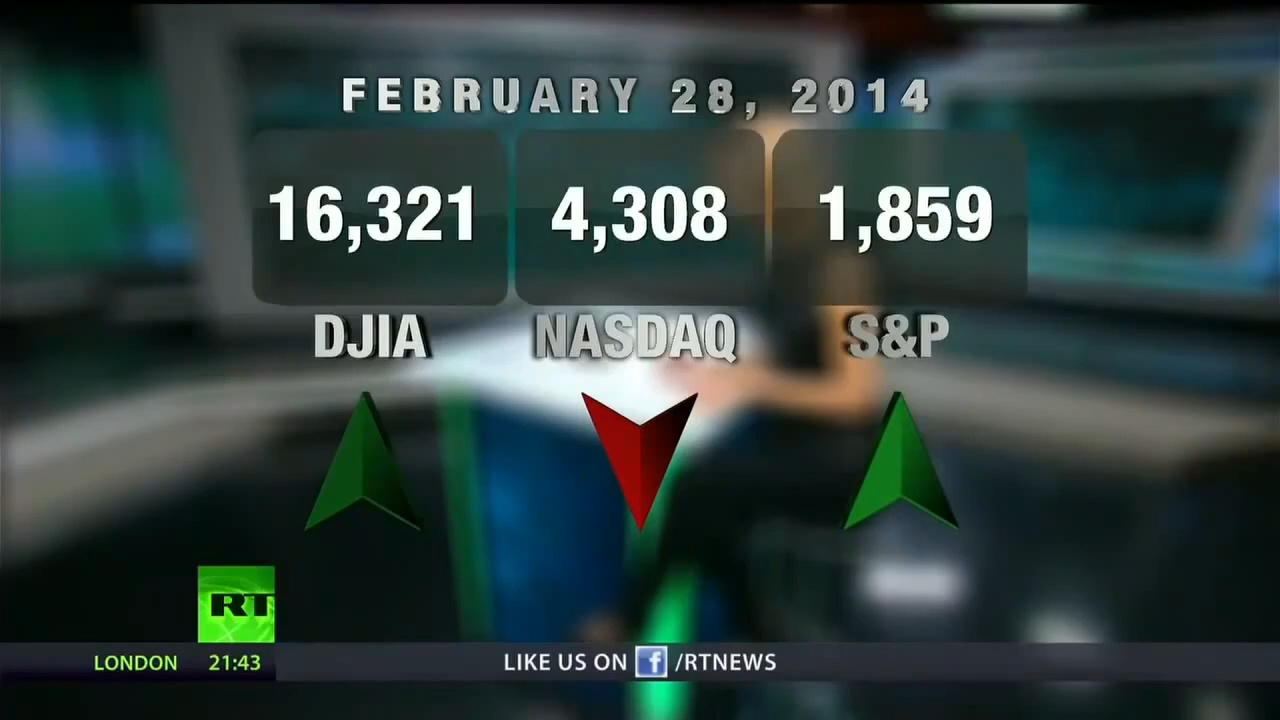 FEBRUARY 28, 2014
16,321 4,308 1,859
DJIA NASDAQ S&P
RT
LONDON 21:43 LIKE US ON f /RTNEWS